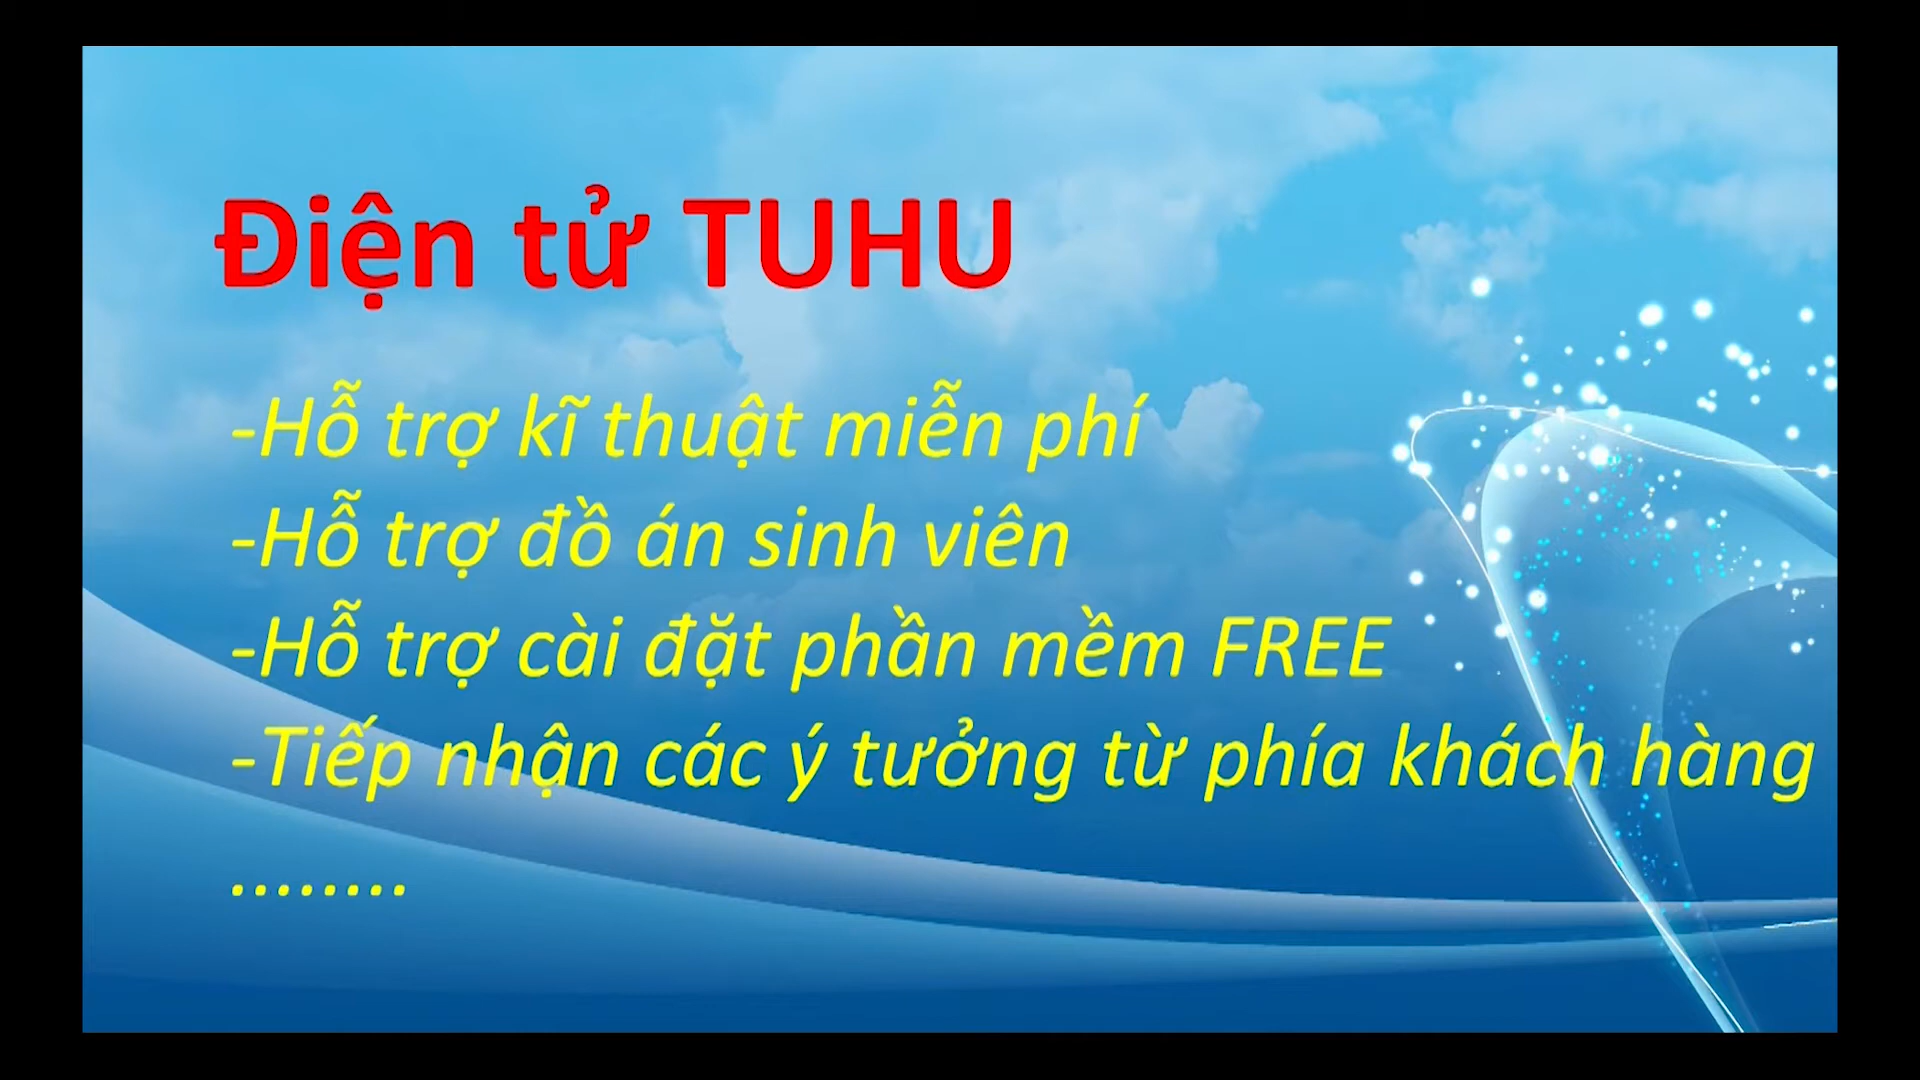 Điện tử TUHU
-Hỗ trợ kĩ thuật miễn phí
-Hỗ trợ đồ án sinh viên
-Hỗ trợ cài đặt phần mềm FREE
-Tiếp nhận các ý tưởng từ phía khách hàng
........